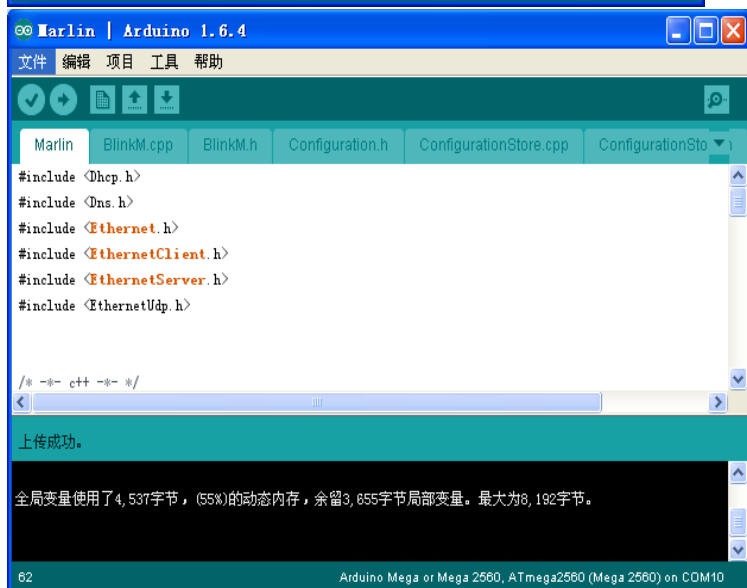 Marlin | Arduino 1.6.4
文件 编辑 项目 工具 帮助
Marlin BlinkM.cpp BlinkM.h Configuration.h ConfigurationStore.cpp ConfigurationSto
#include <Dhcp.h>
#include <Dns.h>
#include <Ethernet.h>
#include <EthernetClient.h>
#include <EthernetServer.h>
#include <EthernetUdp.h>
/* -*- c++ -*- */
上传成功。
全局变量使用了4,537字节，(55%)的动态内存，余留3,655字节局部变量。最大为8,192字节。
62 Arduino Mega or Mega 2560, ATmega2560 (Mega 2560) on COM10